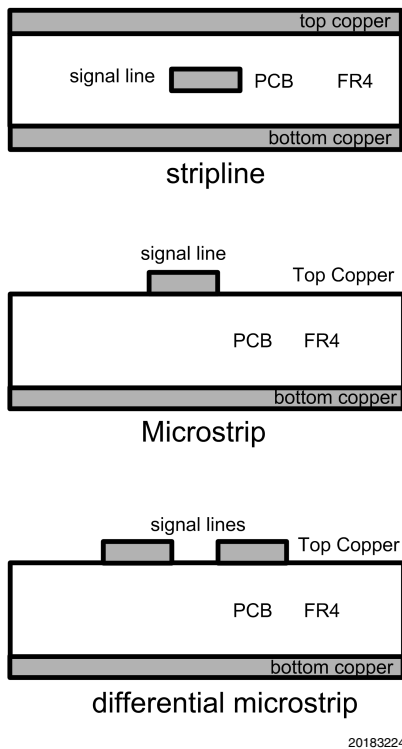 top copper
signal line
PCB FR4
bottom copper
stripline
signal line
Top Copper
PCB FR4
bottom copper
Microstrip
signal lines
Top Copper
PCB FR4
bottom copper
differential microstrip
20183224